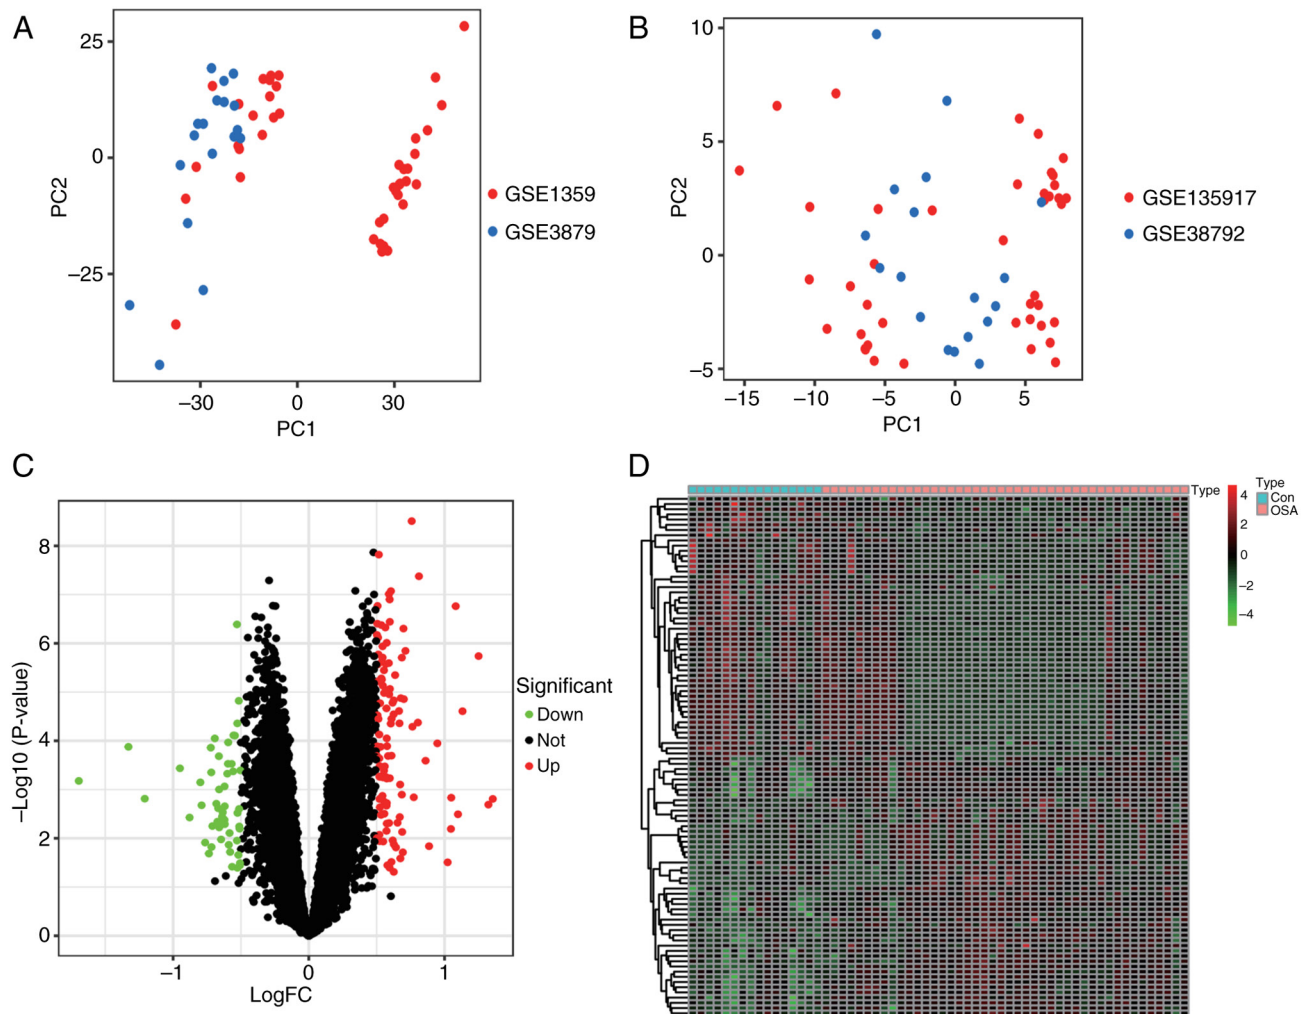 A
25
0
−25
PC2
−30
0
30
PC1
GSE1359
GSE3879
B
10
5
0
−5
PC2
−15
−10
−5
0
5
PC1
GSE135917
GSE38792
C
8
6
4
2
0
−Log10 (P-value)
−1
0
1
LogFC
Significant
Down
Not
Up
D
Type
4
2
0
−2
−4
Type
Con
OSA